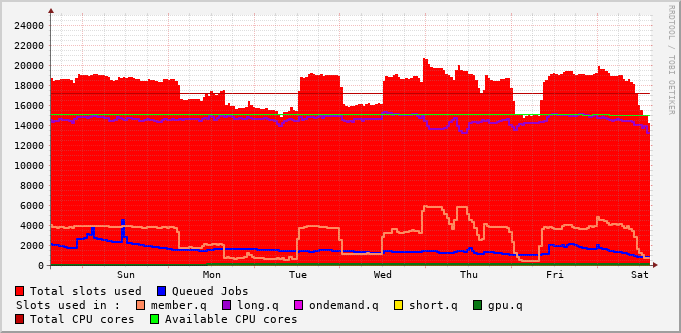 RRDTOOL / TOBI OETIKER
24000
22000
20000
18000
16000
14000
12000
10000
8000
6000
4000
2000
0
Sun Mon Tue Wed Thu Fri Sat
Total slots used Queued Jobs
Slots used in : member.q long.q ondemand.q short.q gpu.q
Total CPU cores Available CPU cores